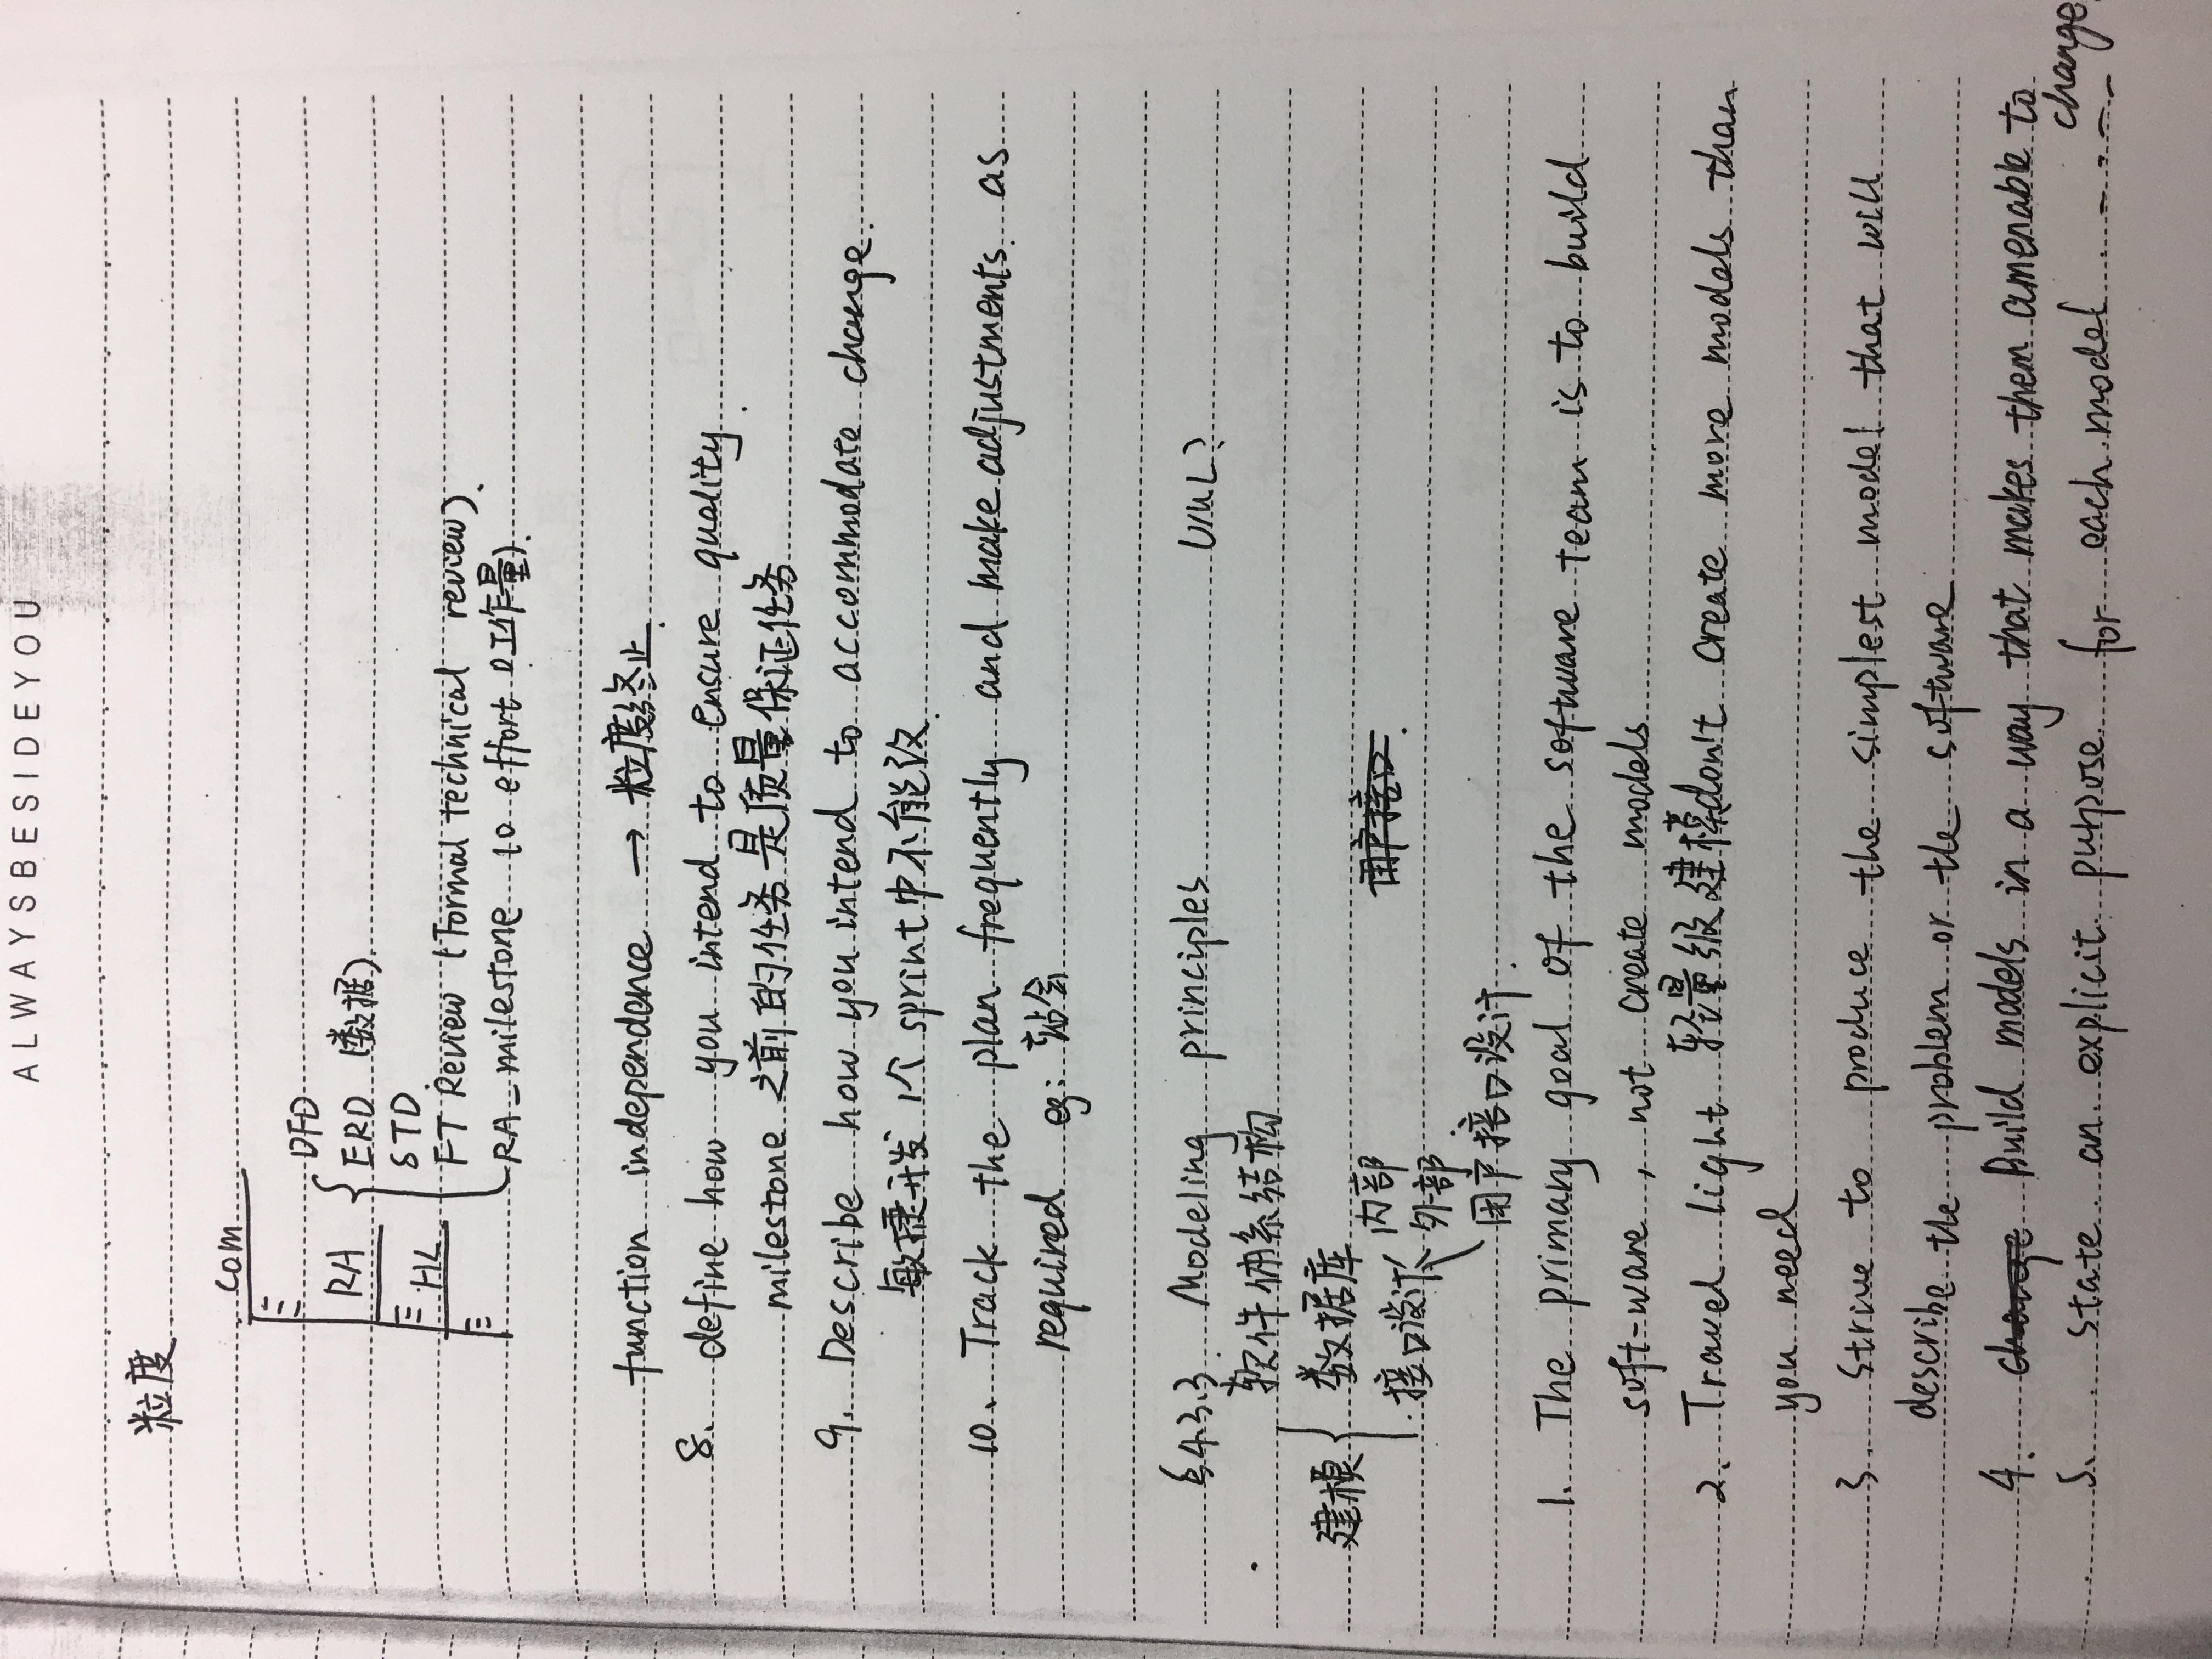 ALWAYSBESIDEYOU
粒度
com
DFD
RA
ERD (数据)
STD
HL
FT Review (Formal technical review).
RA - milestone 10 effort (工作量).
function independence → 粒度终止.
8. define how you intend to ensure quality.
milestone 之前的任务是质量保证任务
9. Describe how you intend to accommodate change.
敏捷开发 1个 sprint中不能改.
10. Track the plan frequently and make adjustments as
required eg: 站会
§4.3.3 Modeling principles UML?
软件体系结构
建模
数据库
内部
接口设计
外部.
用户接口设计.
1. The primary goal of the software team is to build
soft-ware, not create models
2. Travel light 轻量级建模 don't create more models than
you need
3. Strive to produce the simplest model that will
describe the problem or the software
4. Build models in a way that makes them amenable to
change
5. state an explicit purpose for each model